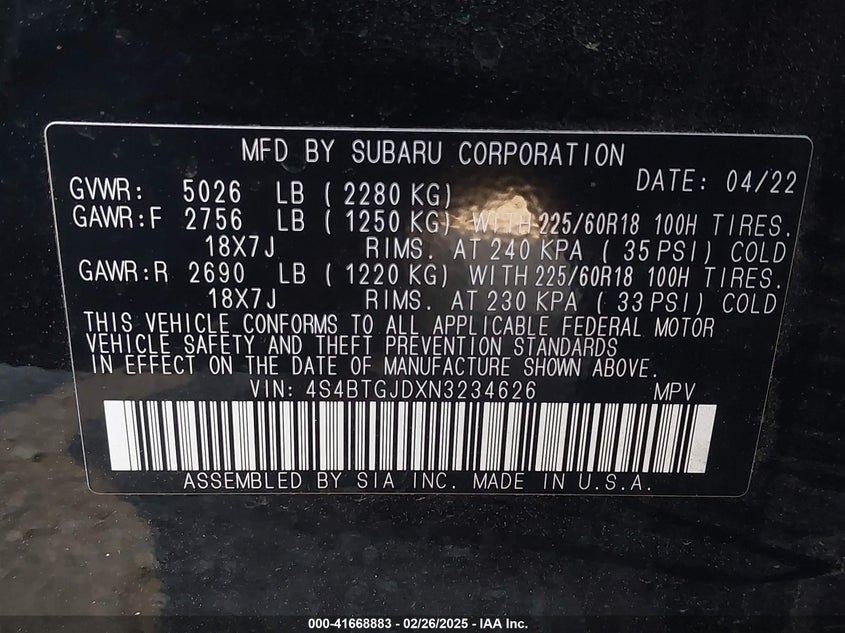 MFD BY SUBARU CORPORATION
DATE: 04/22
GVWR: 5026 LB ( 2280 KG)
GAWR:F 2756 LB ( 1250 KG) WITH 225/60R18 100H TIRES.
18X7J RIMS. AT 240 KPA ( 35 PSI) COLD
GAWR:R 2690 LB ( 1220 KG) WITH 225/60R18 100H TIRES.
18X7J RIMS. AT 230 KPA ( 33 PSI) COLD
THIS VEHICLE CONFORMS TO ALL APPLICABLE FEDERAL MOTOR
VEHICLE SAFETY AND THEFT PREVENTION STANDARDS
IN EFFECT ON THE DATE OF MANUFACTURE SHOWN ABOVE.
VIN: 4S4BTGJDXN3234626 MPV
ASSEMBLED BY SIA INC. MADE IN U.S.A.
000-41668883 - 02/26/2025 - IAA Inc.